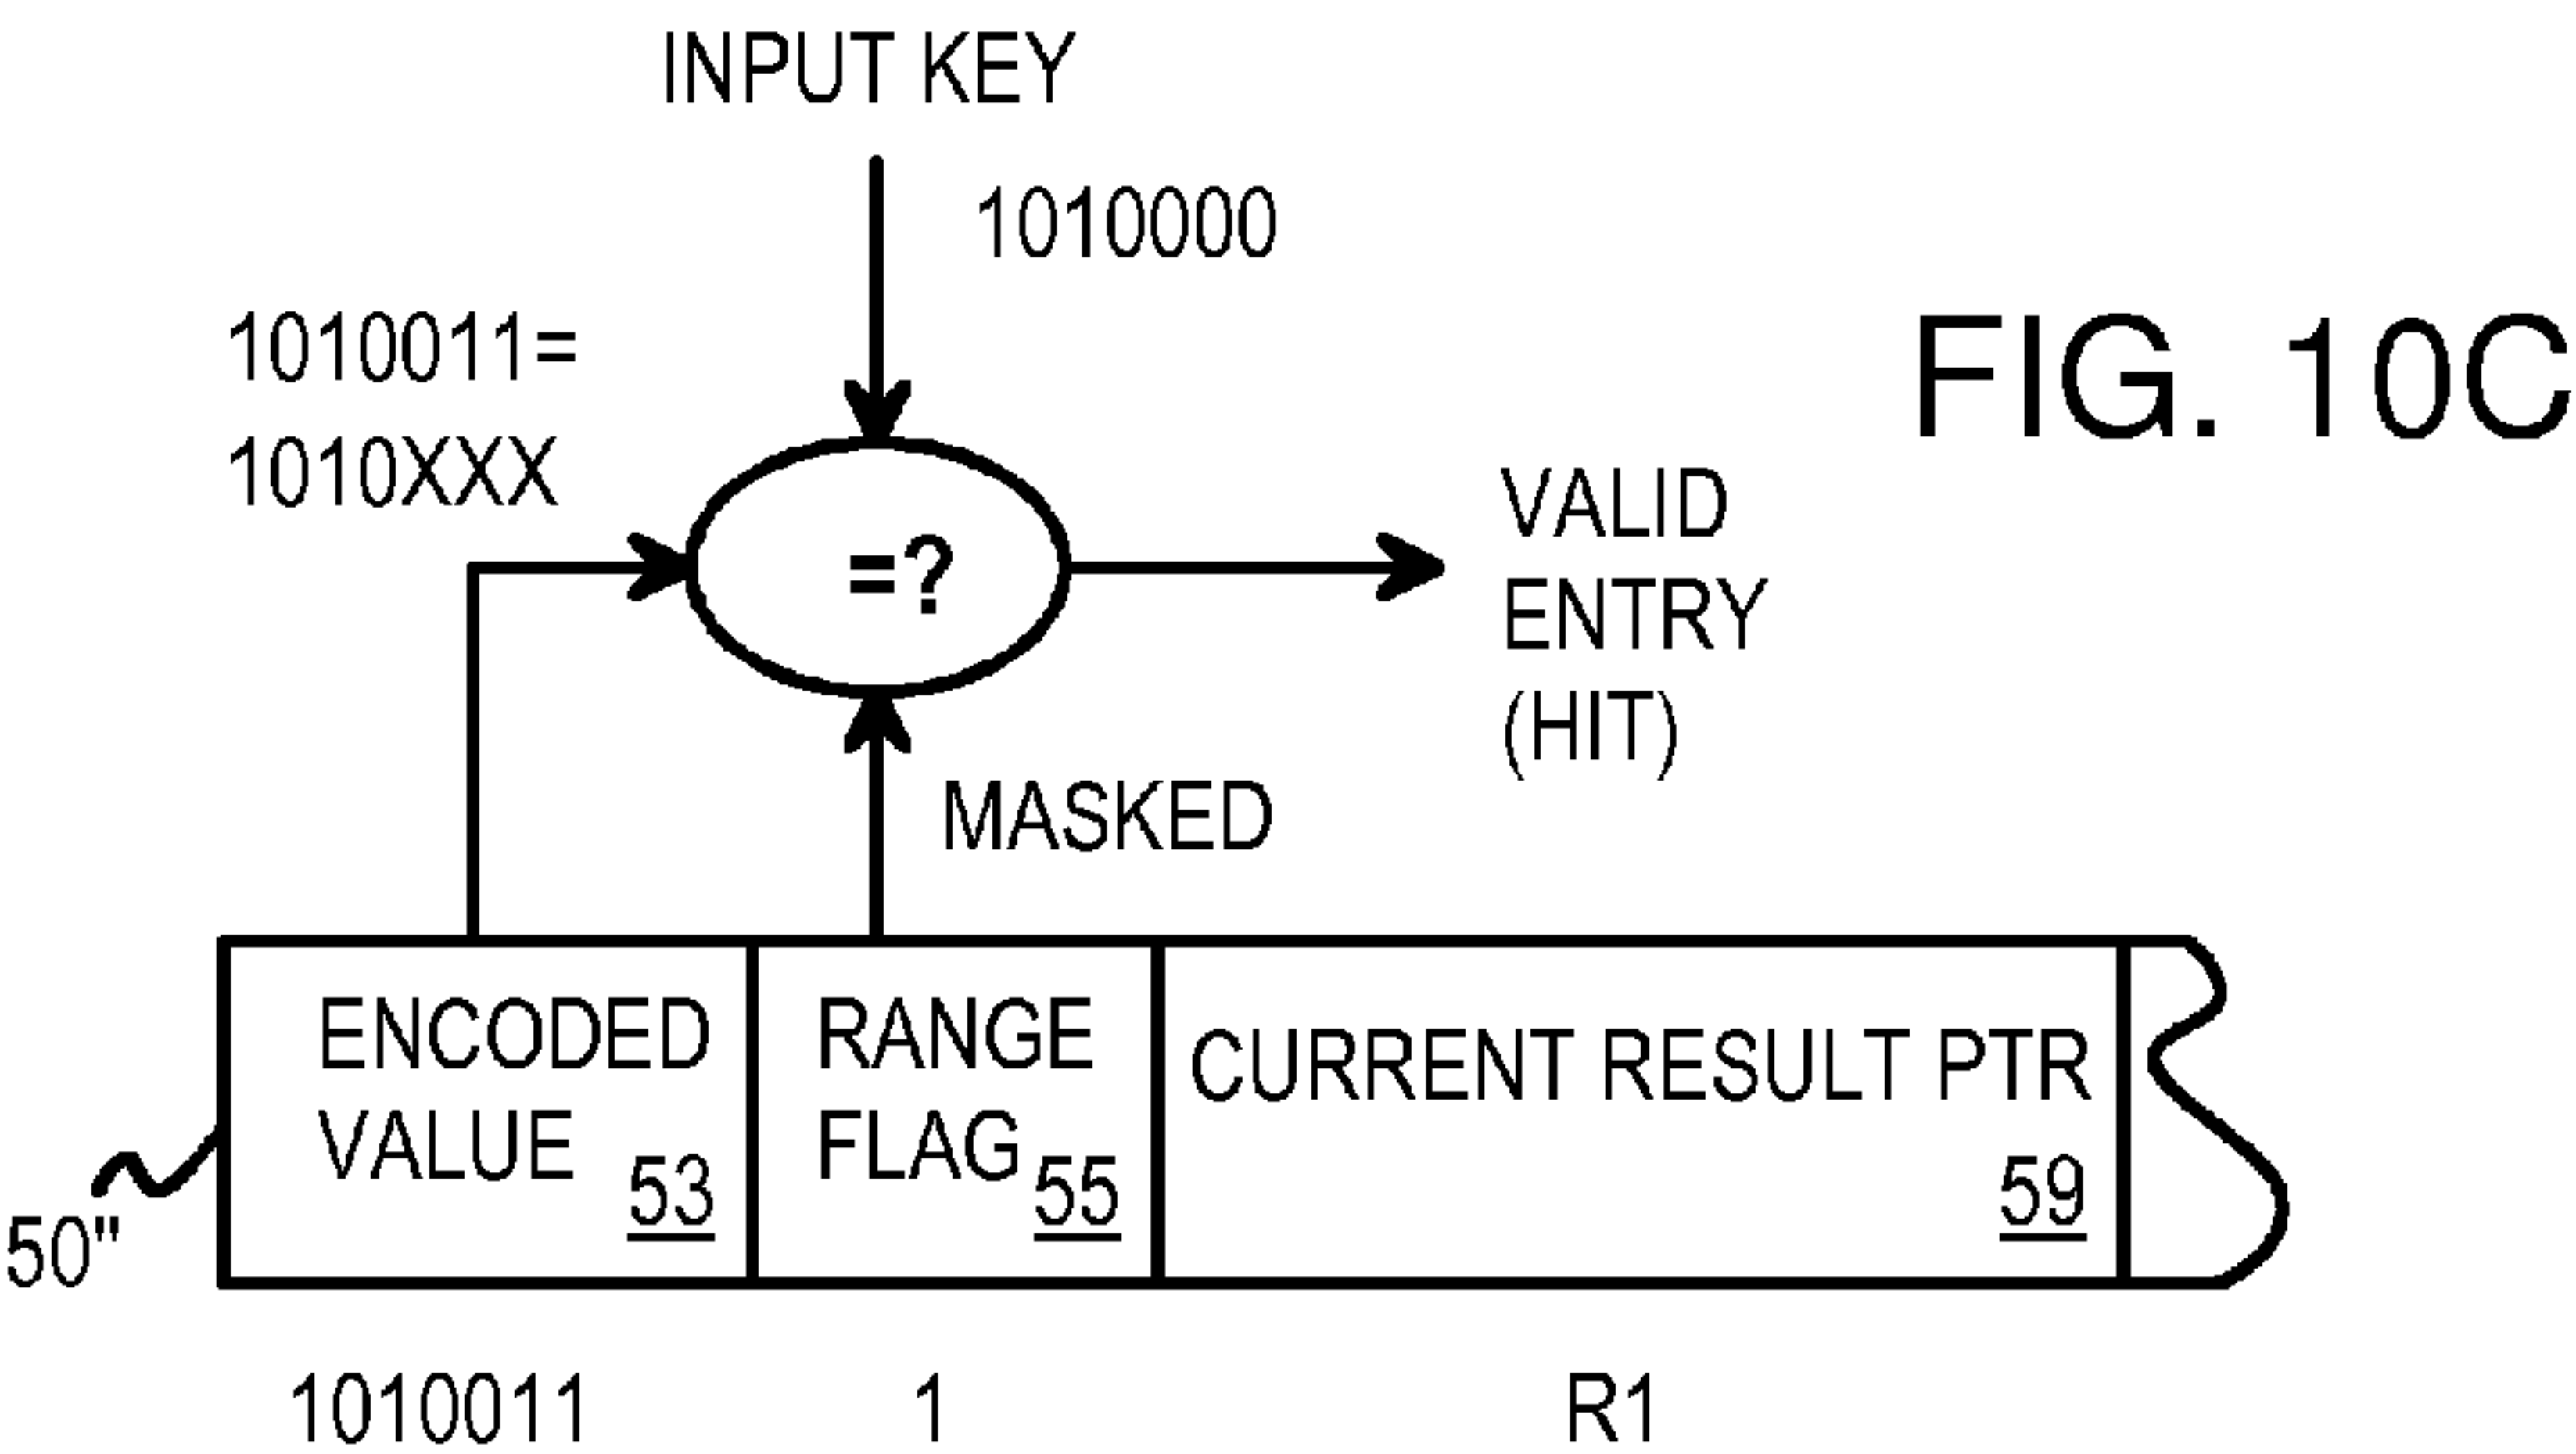 INPUT KEY
1010000
1010011=
1010XXX
FIG. 10C
=?
VALID
ENTRY
(HIT)
MASKED
ENCODED
VALUE 53
RANGE
FLAG 55
CURRENT RESULT PTR
59
50"
1010011 1 R1